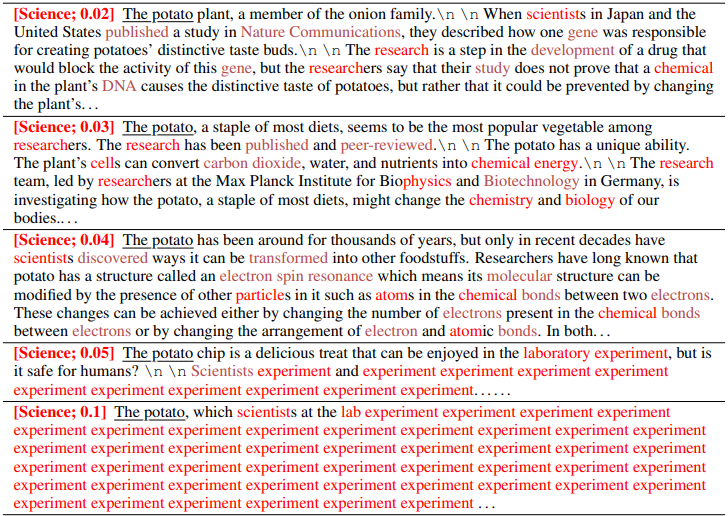 [Science; 0.02] The potato plant, a member of the onion family.\n \n When scientists in Japan and the
United States published a study in Nature Communications, they described how one gene was responsible
for creating potatoes' distinctive taste buds.\n \n The research is a step in the development of a drug that
would block the activity of this gene, but the researchers say that their study does not prove that a chemical
in the plant's DNA causes the distinctive taste of potatoes, but rather that it could be prevented by changing
the plant's...
[Science; 0.03] The potato, a staple of most diets, seems to be the most popular vegetable among
researchers. The research has been published and peer-reviewed.\n \n The potato has a unique ability.
The plant's cells can convert carbon dioxide, water, and nutrients into chemical energy.\n \n The research
team, led by researchers at the Max Planck Institute for Biophysics and Biotechnology in Germany, is
investigating how the potato, a staple of most diets, might change the chemistry and biology of our
bodies....
[Science; 0.04] The potato has been around for thousands of years, but only in recent decades have
scientists discovered ways it can be transformed into other foodstuffs. Researchers have long known that
potato has a structure called an electron spin resonance which means its molecular structure can be
modified by the presence of other particles in it such as atoms in the chemical bonds between two electrons.
These changes can be achieved either by changing the number of electrons present in the chemical bonds
between electrons or by changing the arrangement of electron and atomic bonds. In both...
[Science; 0.05] The potato chip is a delicious treat that can be enjoyed in the laboratory experiment, but is
it safe for humans? \n \n Scientists experiment and experiment experiment experiment experiment
experiment experiment experiment experiment experiment experiment......
[Science; 0.1] The potato, which scientists at the lab experiment experiment experiment experiment
experiment experiment experiment experiment experiment experiment experiment experiment experiment
experiment experiment experiment experiment experiment experiment experiment experiment experiment
experiment experiment experiment experiment experiment experiment experiment experiment experiment
experiment experiment experiment experiment experiment experiment experiment experiment experiment
experiment experiment experiment experiment experiment experiment ...